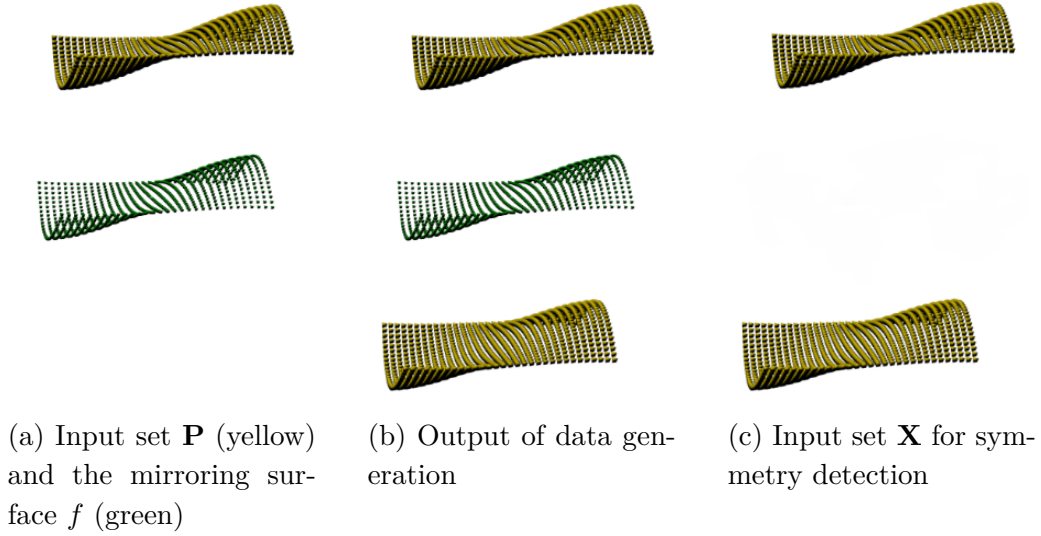 (a) Input set P (yellow)
and the mirroring sur-
face f (green)
(b) Output of data gen-
eration
(c) Input set X for sym-
metry detection